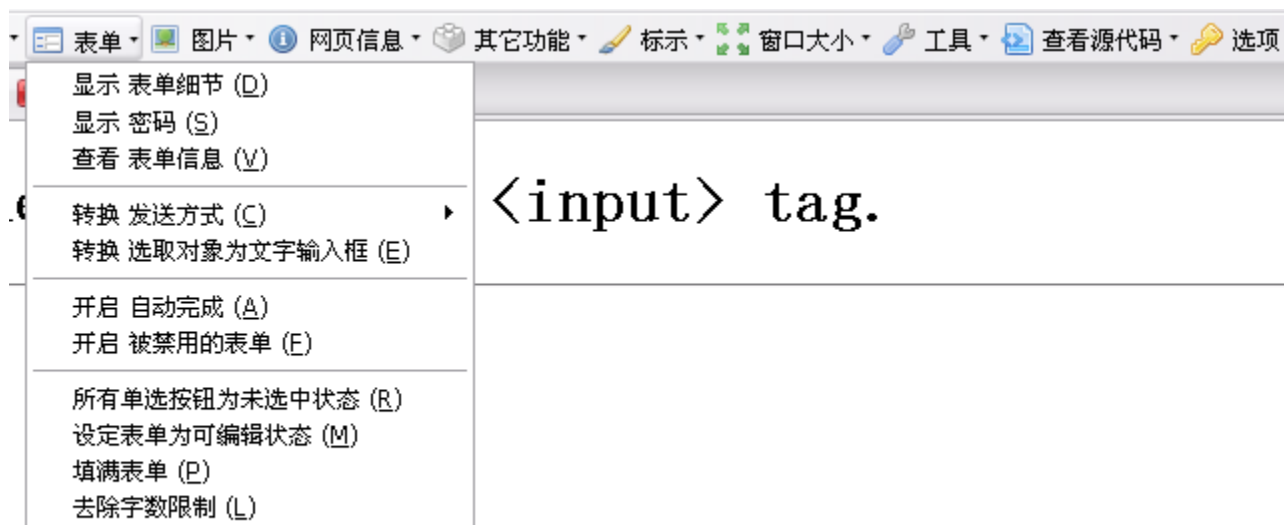 表单 图片 网页信息 其它功能 标示 窗口大小 工具 查看源代码 选项
显示 表单细节 (D)
显示 密码 (S)
查看 表单信息 (V)
<input> tag.
转换 发送方式 (C)
转换 选取对象为文字输入框 (E)
开启 自动完成 (A)
开启 被禁用的表单 (F)
所有单选按钮为未选中状态 (R)
设定表单为可编辑状态 (M)
填满表单 (P)
去除字数限制 (L)